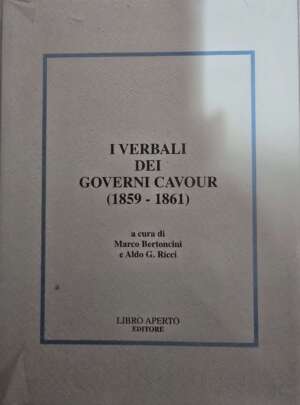 I VERBALI
DEI
GOVERNI CAVOUR
(1859 - 1861)
a cura di
Marco Bertoncini
e Aldo G. Ricci
LIBRO APERTO
EDITORE